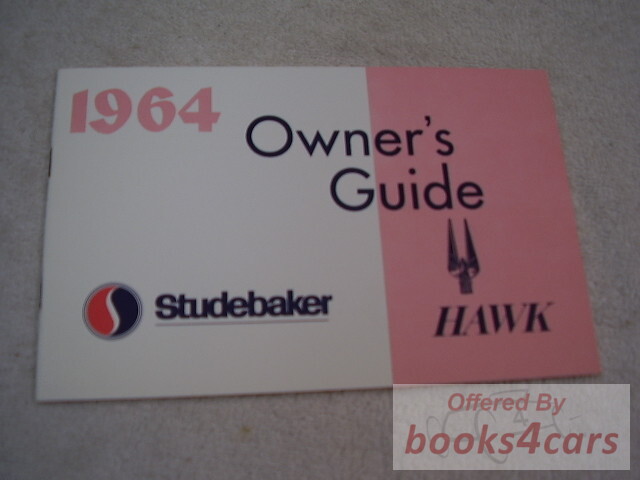 1964
Owner's
Guide
Studebaker
HAWK
Offered By
books4cars